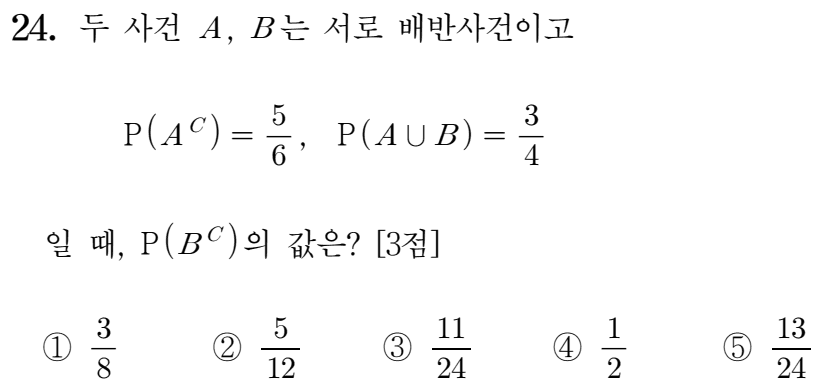 24. 두 사건 A, B는 서로 배반사건이고
P(A^C) = 5/6, P(A∪B) = 3/4
일 때, P(B^C)의 값은? [3점]
① 3/8 ② 5/12 ③ 11/24 ④ 1/2 ⑤ 13/24